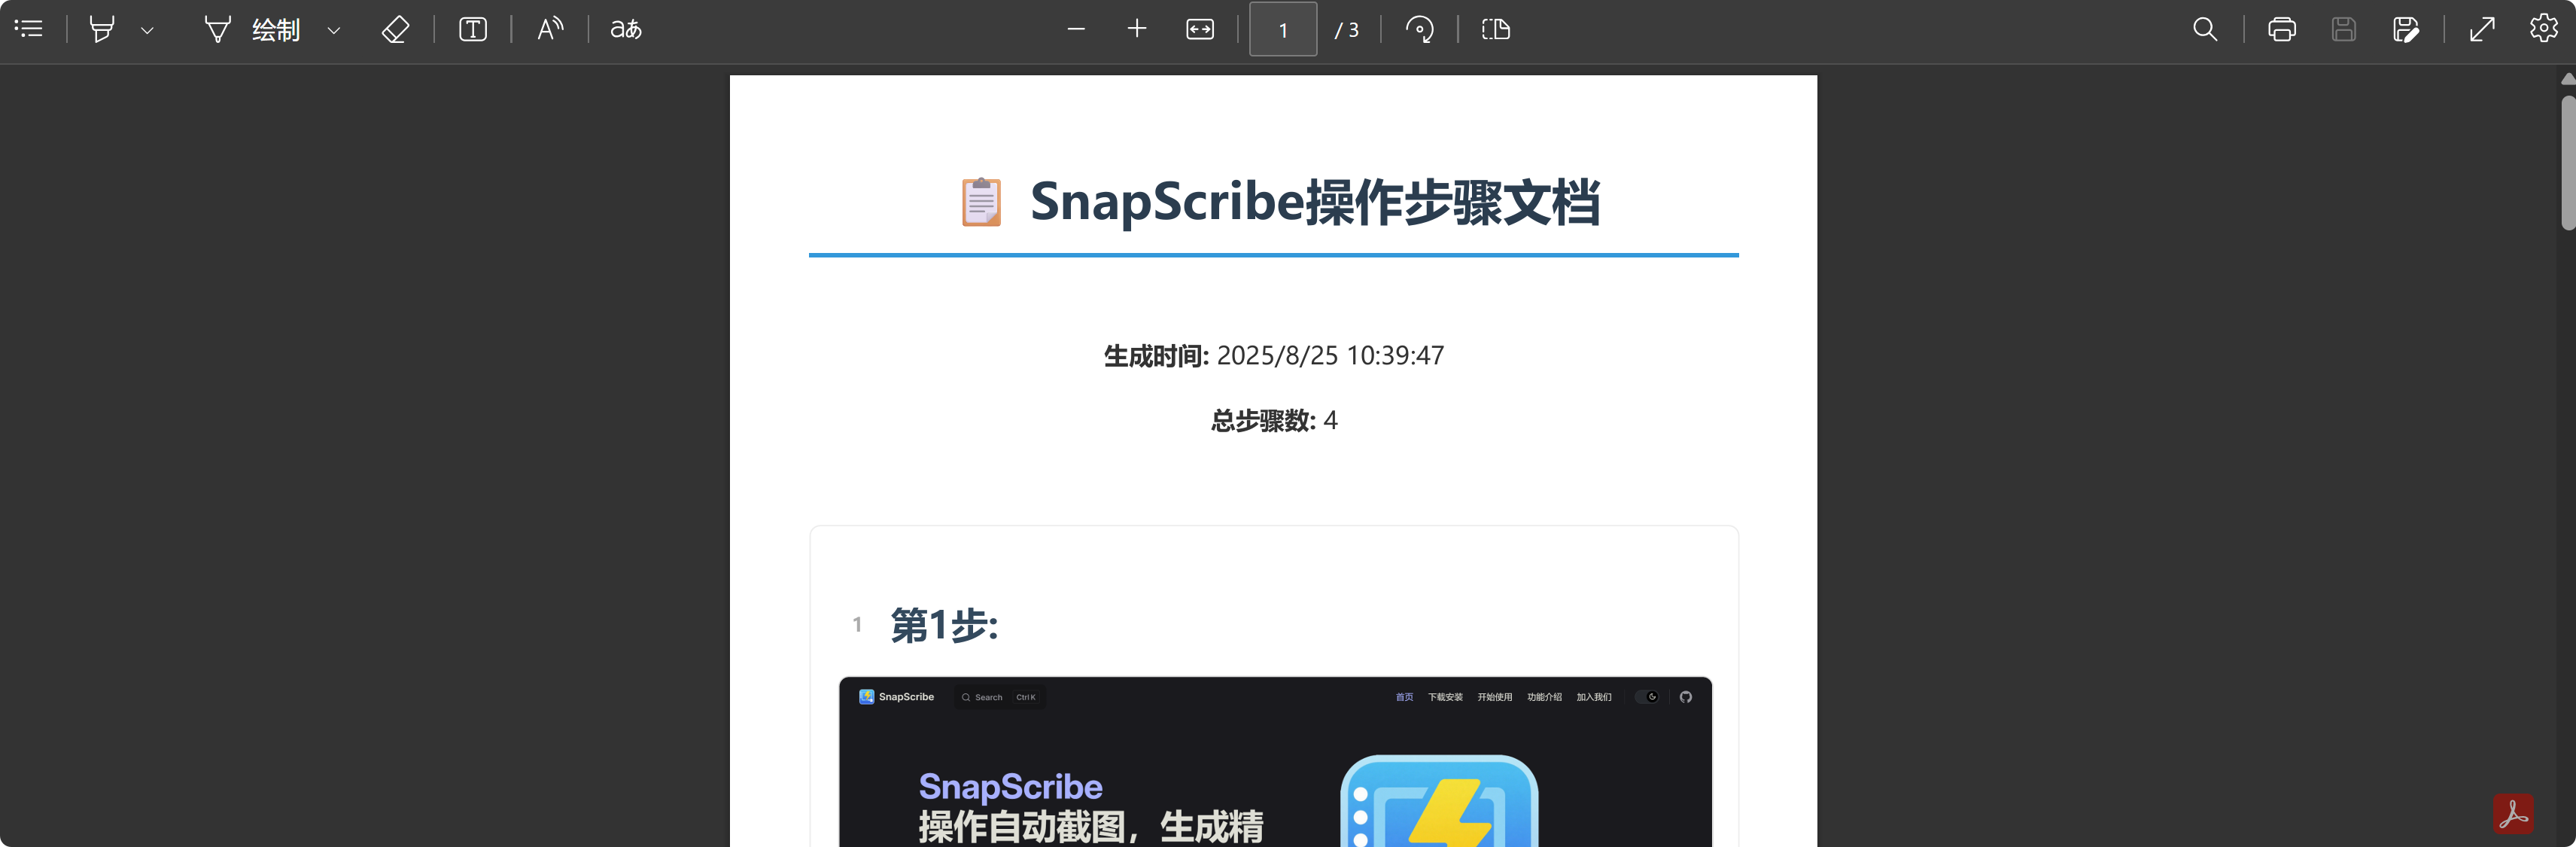 绘制
1
/ 3
aあ
SnapScribe操作步骤文档
生成时间: 2025/8/25 10:39:47
总步骤数: 4
1 第1步:
SnapScribe Search Ctrl K 首页 下载安装 开始使用 功能介绍 加入我们
SnapScribe
操作自动截图，生成精